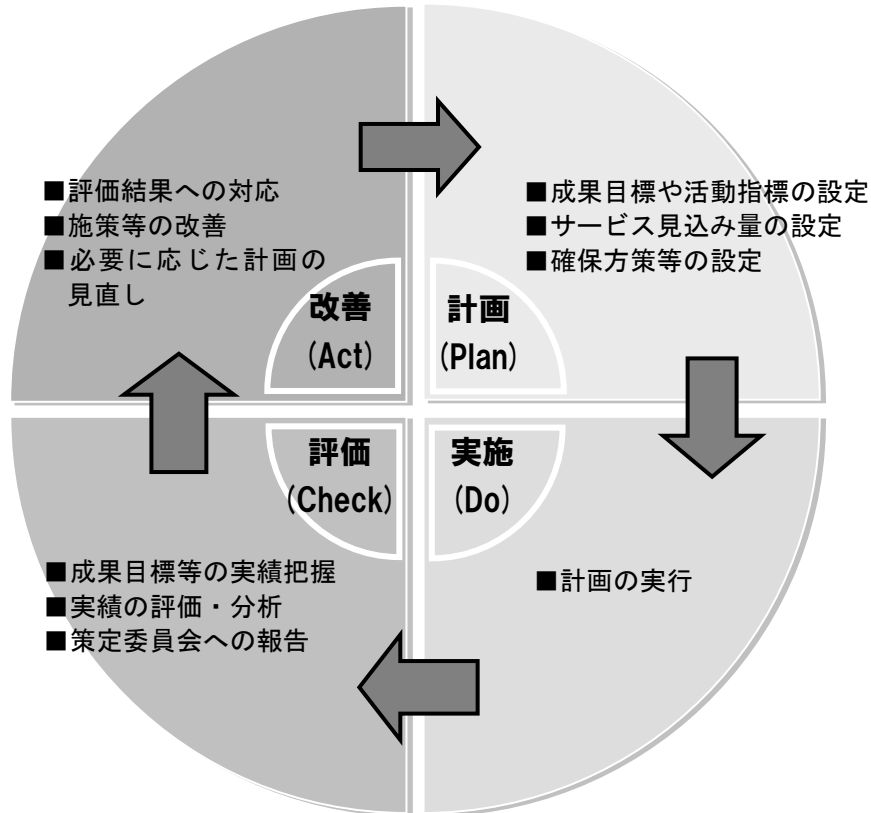 ■評価結果への対応
■施策等の改善
■必要に応じた計画の
見直し
改善
(Act)
■成果目標や活動指標の設定
■サービス見込み量の設定
■確保方策等の設定
計画
(Plan)
評価
(Check)
■成果目標等の実績把握
■実績の評価・分析
■策定委員会への報告
実施
(Do)
■計画の実行